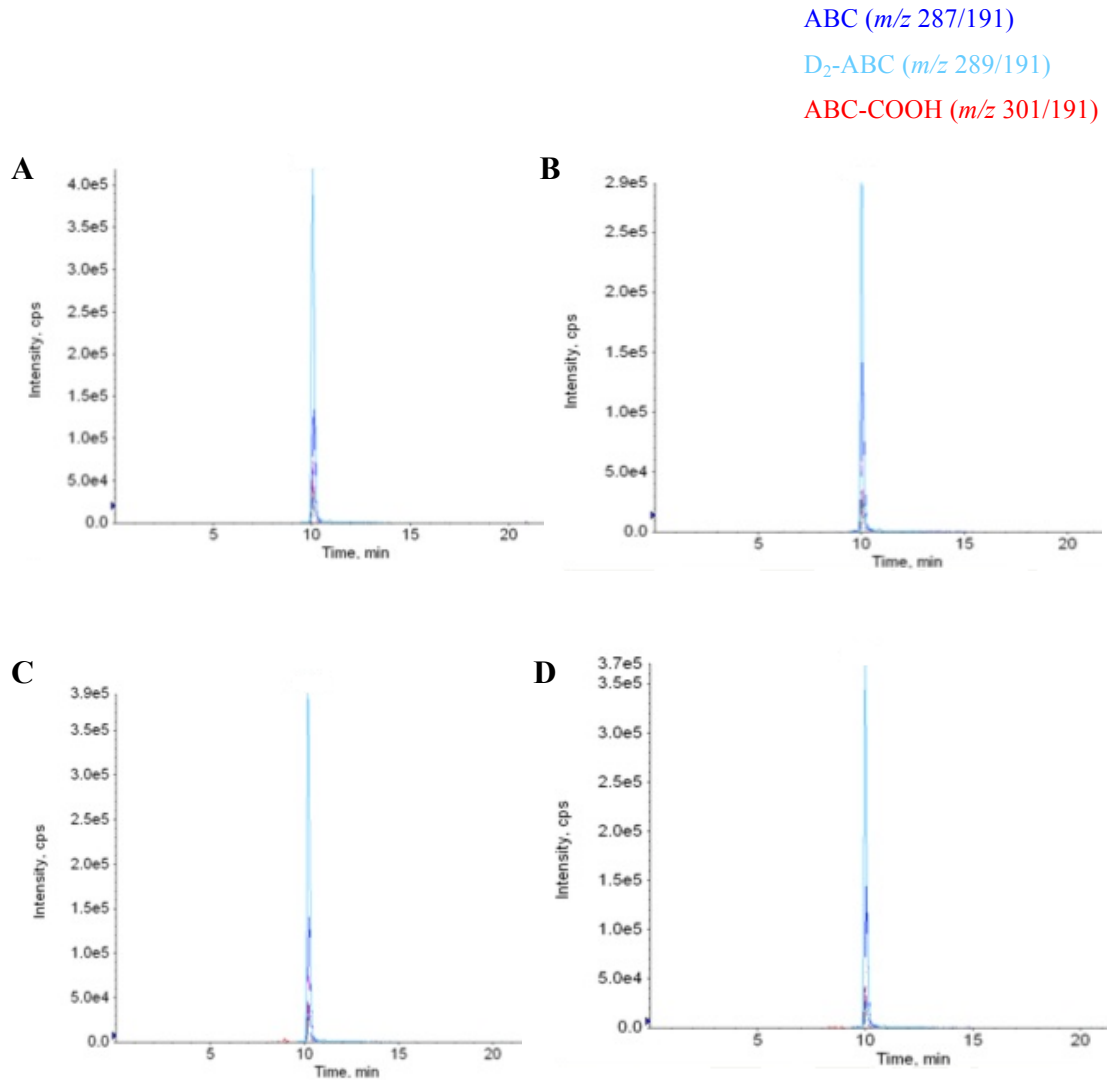 ABC (m/z 287/191)
D₂-ABC (m/z 289/191)
ABC-COOH (m/z 301/191)
A
4.0e5
3.5e5
3.0e5
2.5e5
2.0e5
1.5e5
1.0e5
5.0e4
0.0
Intensity, cps
5 10 15 20
Time, min
B
2.9e5
2.5e5
2.0e5
1.5e5
1.0e5
5.0e4
0.0
Intensity, cps
5 10 15 20
Time, min
C
3.9e5
3.5e5
3.0e5
2.5e5
2.0e5
1.5e5
1.0e5
5.0e4
0.0
Intensity, cps
5 10 15 20
Time, min
D
3.7e5
3.5e5
3.0e5
2.5e5
2.0e5
1.5e5
1.0e5
5.0e4
0.0
Intensity, cps
5 10 15 20
Time, min